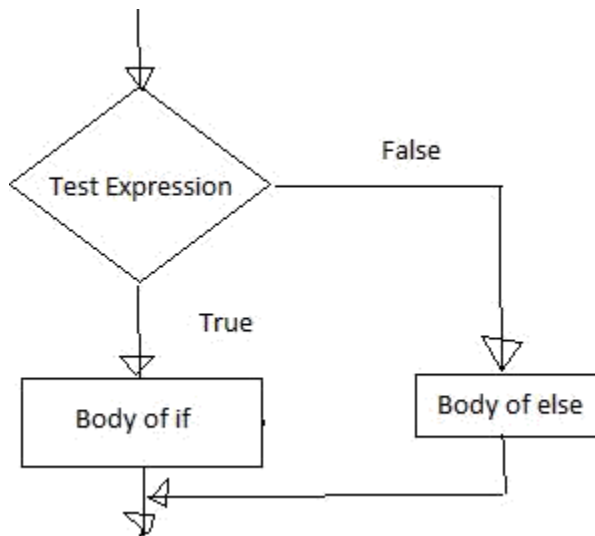 False
Test Expression
True
Body of if
Body of else